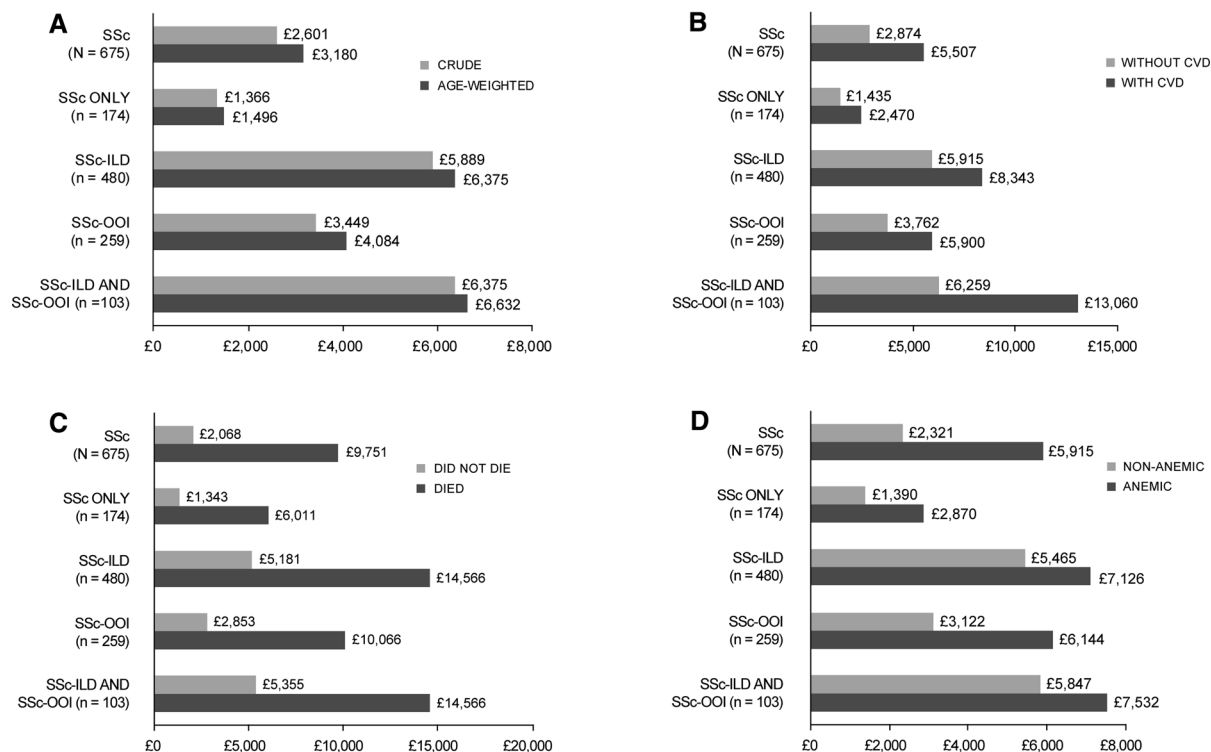 A
SSc
(N = 675)
£2,601
£3,180
CRUDE
AGE-WEIGHTED
SSc ONLY
(n = 174)
£1,366
£1,496
SSc-ILD
(n = 480)
£5,889
£6,375
SSc-OOI
(n = 259)
£3,449
£4,084
SSc-ILD AND
SSc-OOI (n =103)
£6,375
£6,632
£0 £2,000 £4,000 £6,000 £8,000
B
SSc
(N = 675)
£2,874
£5,507
WITHOUT CVD
WITH CVD
SSc ONLY
(n = 174)
£1,435
£2,470
SSc-ILD
(n = 480)
£5,915
£8,343
SSc-OOI
(n = 259)
£3,762
£5,900
SSc-ILD AND
SSc-OOI (n = 103)
£6,259
£13,060
£0 £5,000 £10,000 £15,000
C
SSc
(N = 675)
£2,068
£9,751
DID NOT DIE
DIED
SSc ONLY
(n = 174)
£1,343
£6,011
SSc-ILD
(n = 480)
£5,181
£14,566
SSc-OOI
(n = 259)
£2,853
£10,066
SSc-ILD AND
SSc-OOI (n = 103)
£5,355
£14,566
£0 £5,000 £10,000 £15,000 £20,000
D
SSc
(N = 675)
£2,321
£5,915
NON-ANEMIC
ANEMIC
SSc ONLY
(n = 174)
£1,390
£2,870
SSc-ILD
(n = 480)
£5,465
£7,126
SSc-OOI
(n = 259)
£3,122
£6,144
SSc-ILD AND
SSc-OOI (n = 103)
£5,847
£7,532
£0 £2,000 £4,000 £6,000 £8,000